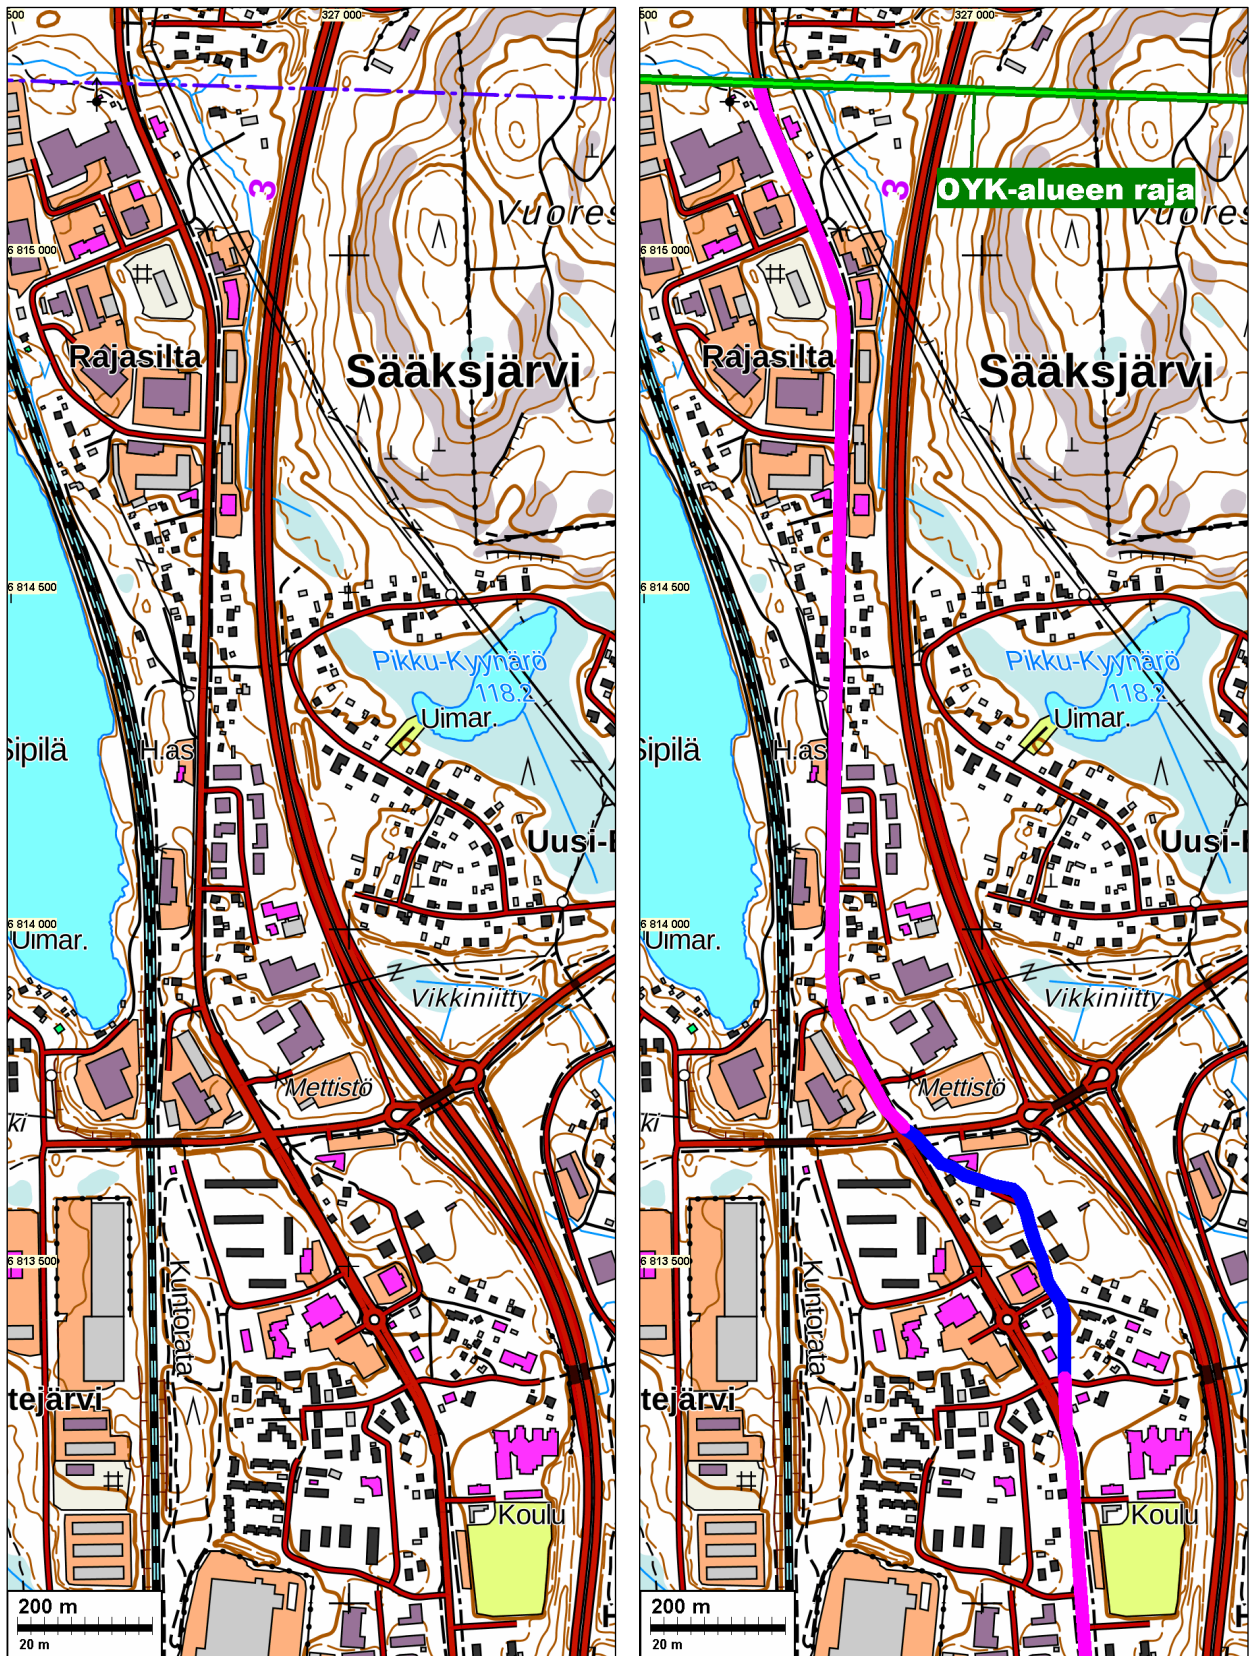 500
327 000
3
Vuores
6 815 000
Rajasilta
Sääksjärvi
6 814 500
Pikku-Kyynärö
118.2
Uimar.
Sipilä
H.as
Uusi-
6 814 000
Uimar.
Vikkiniitty
Mettistö
ki
6 813 500
Kuntorata
tejärvi
Koulu
200 m
20 m
H
500
327 000
OYK-alueen raja
3
Vuores
6 815 000
Rajasilta
Sääksjärvi
6 814 500
Pikku-Kyynärö
118.2
Uimar.
Sipilä
H.as
Uusi-
6 814 000
Uimar.
Vikkiniitty
Mettistö
ki
6 813 500
Kuntorata
tejärvi
Koulu
200 m
20 m
H